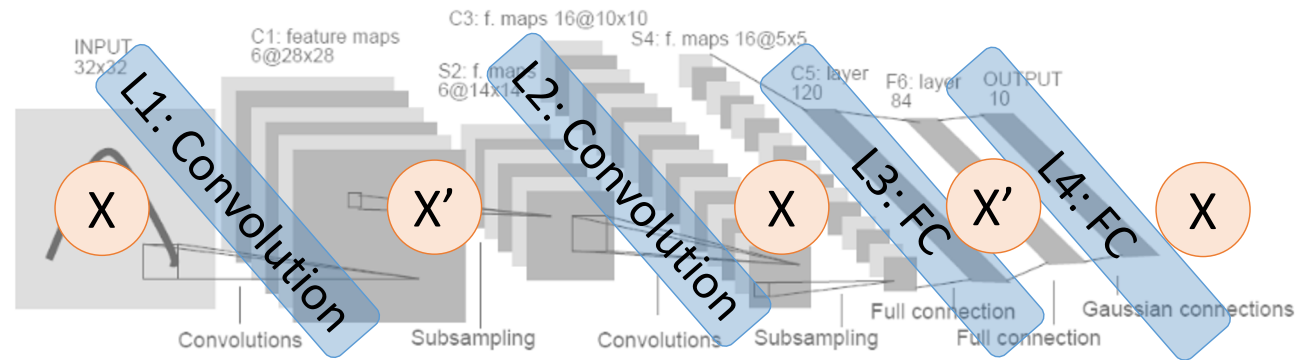 INPUT
32x32
C1: feature maps
6@28x28
C3: f. maps 16@10x10
S2: f. maps
6@14x14
S4: f. maps 16@5x5
C5: layer
120
F6: layer
84
OUTPUT
10
L1: Convolution
L2: Convolution
L3: FC
L4: FC
X
X’
X
X’
X
Convolutions
Subsampling
Convolutions
Subsampling
Full connection
Full connection
Gaussian connections